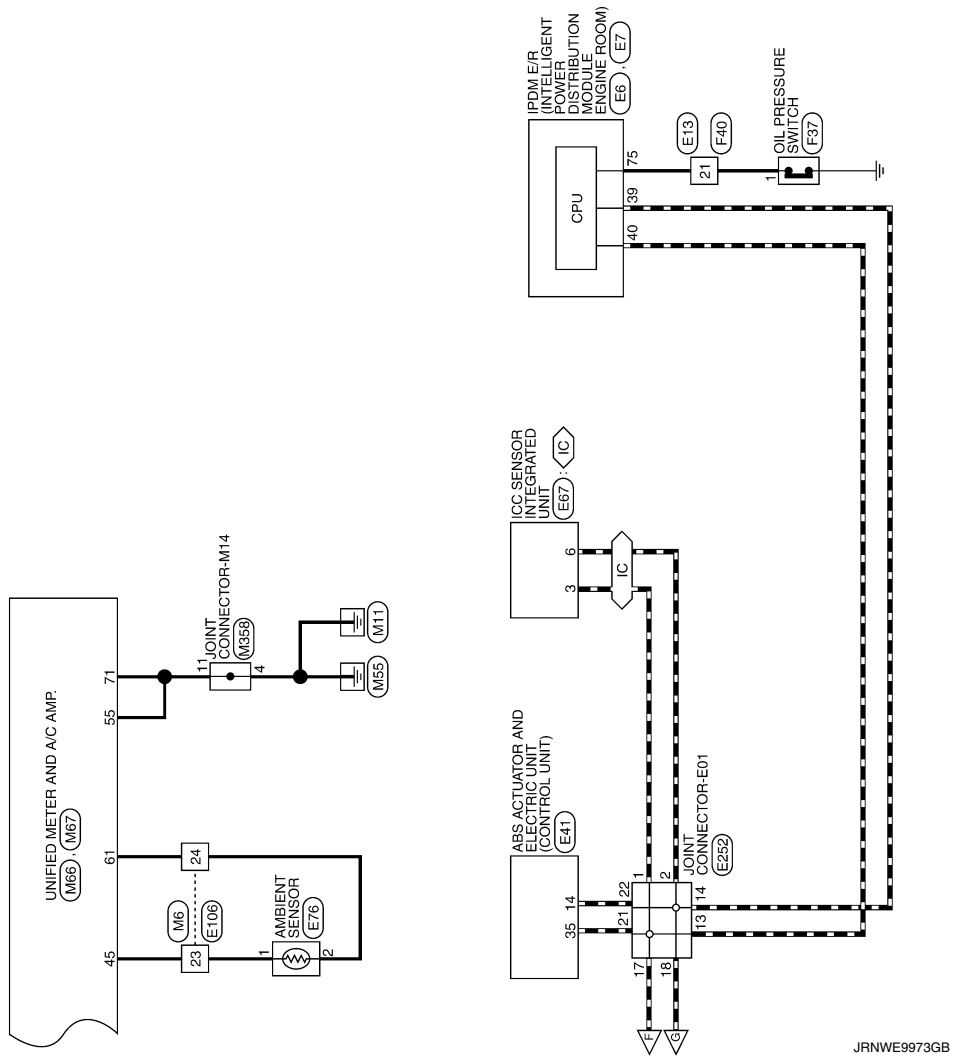 UNIFIED METER AND A/C AMP.
M66 , M67
45
61
55
71
M6
E106
23
24
AMBIENT
SENSOR
E76
1
2
JOINT
CONNECTOR-M14
M358
11
4
M55
M11
ABS ACTUATOR AND
ELECTRIC UNIT
(CONTROL UNIT)
E41
35
14
21
22
ICC SENSOR
INTEGRATED
UNIT
E67 : IC
3
6
IC
IPDM E/R
(INTELLIGENT
POWER
DISTRIBUTION
MODULE
ENGINE ROOM)
E6 , E7
CPU
40
39
75
E13
F40
21
OIL PRESSURE
SWITCH
F37
1
JOINT
CONNECTOR-E01
E252
17
18
1
2
13
14
F
G
JRNWE9973GB